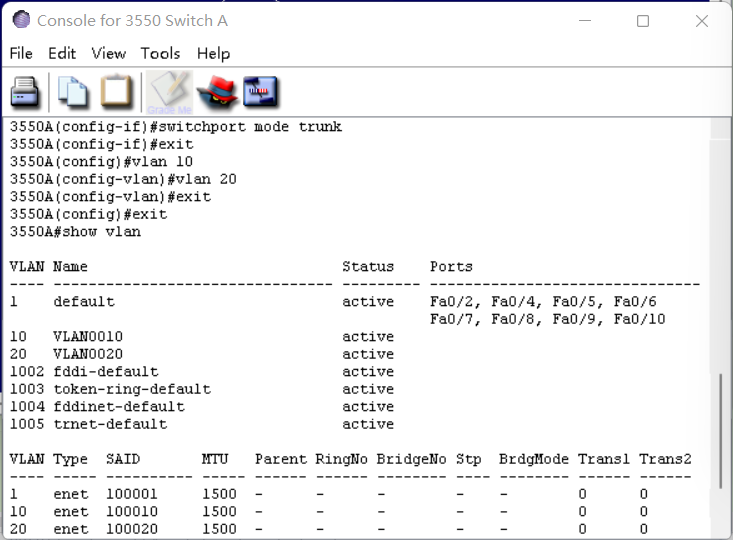 Console for 3550 Switch A
File Edit View Tools Help
Grade Me
3550A(config-if)#switchport mode trunk
3550A(config-if)#exit
3550A(config)#vlan 10
3550A(config-vlan)#vlan 20
3550A(config-vlan)#exit
3550A(config)#exit
3550A#show vlan
VLAN Name                             Status    Ports
---- -------------------------------- --------- -------------------------------
1    default                          active    Fa0/2, Fa0/4, Fa0/5, Fa0/6
                                                Fa0/7, Fa0/8, Fa0/9, Fa0/10
10   VLAN0010                         active
20   VLAN0020                         active
1002 fddi-default                     active
1003 token-ring-default               active
1004 fddinet-default                  active
1005 trnet-default                    active
VLAN Type  SAID       MTU   Parent RingNo BridgeNo Stp  BrdgMode Trans1 Trans2
---- ----- ---------- ----- ------ ------ -------- ---- -------- ------ ------
1    enet  100001     1500  -      -      -        -    -        0      0
10   enet  100010     1500  -      -      -        -    -        0      0
20   enet  100020     1500  -      -      -        -    -        0      0